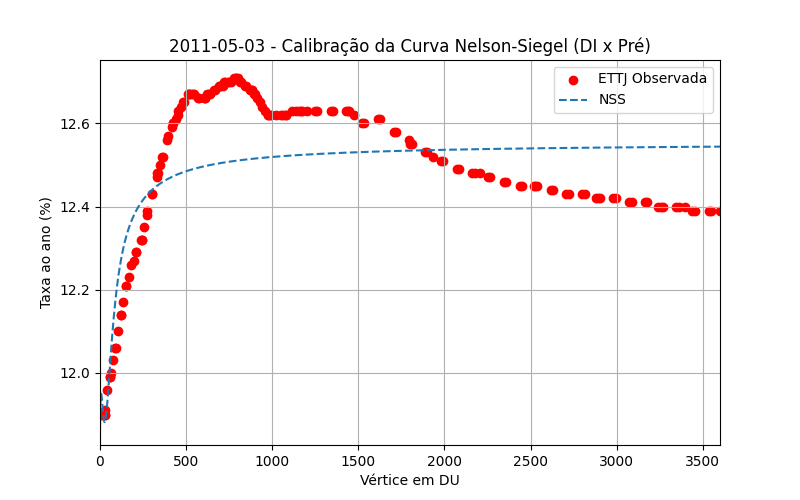 2011-05-03 - Calibração da Curva Nelson-Siegel (DI x Pré)
ETTJ Observada
NSS
Taxa ao ano (%)
12.6
12.4
12.2
12.0
0 500 1000 1500 2000 2500 3000 3500
Vértice em DU